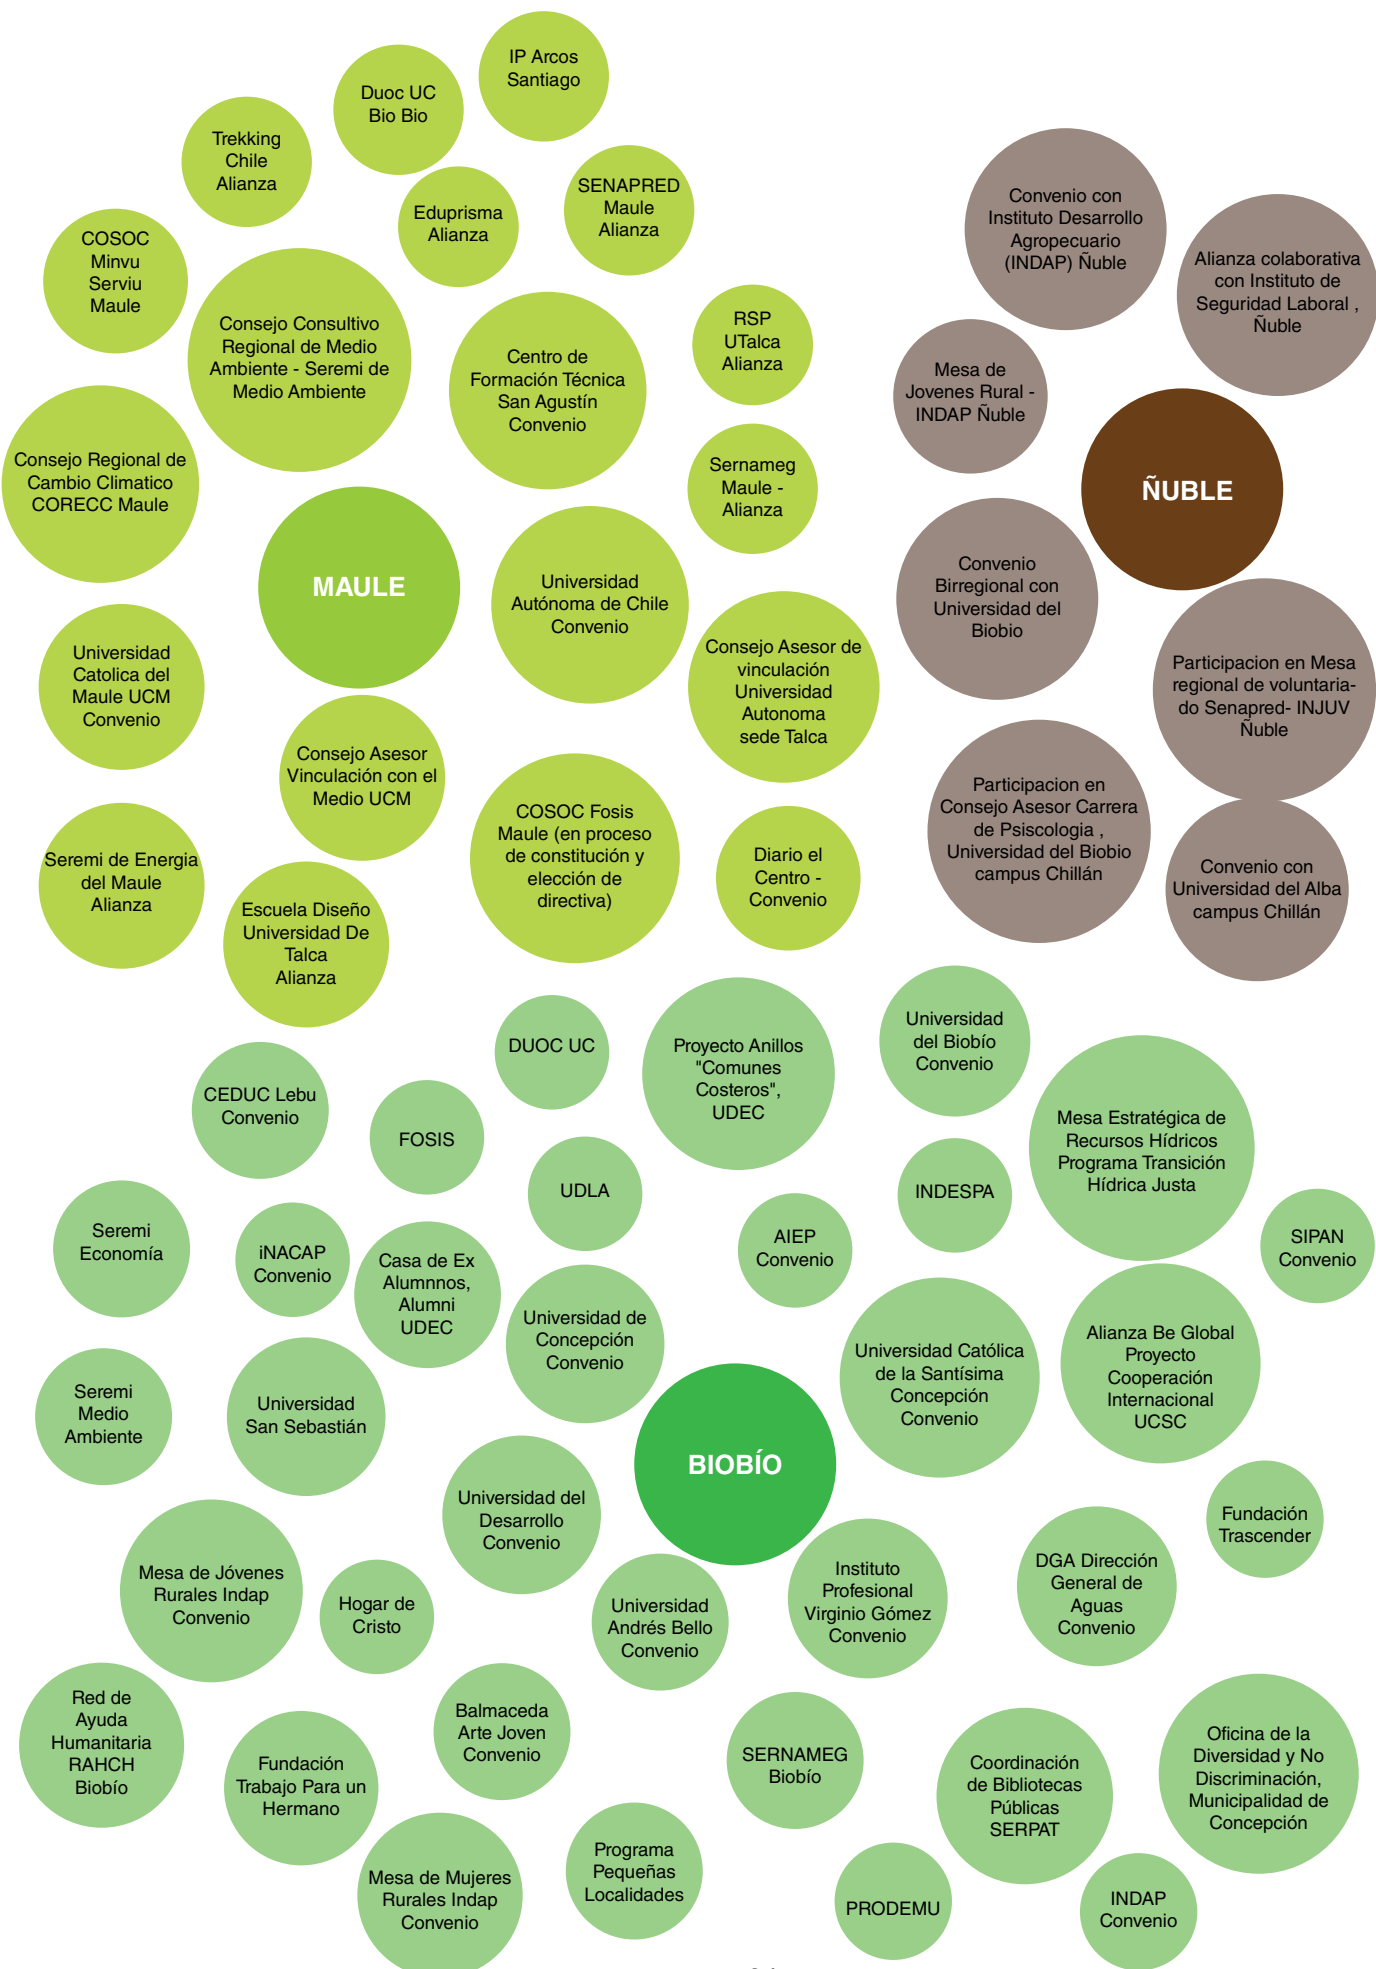 IP Arcos
Santiago
Duoc UC
Bio Bio
Trekking
Chile
Alianza
SENAPRED
Maule
Alianza
Eduprisma
Alianza
COSOC
Minvu
Serviu
Maule
Consejo Consultivo
Regional de Medio
Ambiente - Seremi de
Medio Ambiente
Centro de
Formación Técnica
San Agustín
Convenio
RSP
UTalca
Alianza
Consejo Regional de
Cambio Climatico
CORECC Maule
Sernameg
Maule -
Alianza
MAULE
Universidad
Autónoma de Chile
Convenio
Universidad
Catolica del
Maule UCM
Convenio
Consejo Asesor de
vinculación
Universidad
Autonoma
sede Talca
Consejo Asesor
Vinculación con el
Medio UCM
COSOC Fosis
Maule (en proceso
de constitución y
elección de
directiva)
Diario el
Centro -
Convenio
Seremi de Energia
del Maule
Alianza
Escuela Diseño
Universidad De
Talca
Alianza
Convenio con
Instituto Desarrollo
Agropecuario
(INDAP) Ñuble
Alianza colaborativa
con Instituto de
Seguridad Laboral ,
Ñuble
Mesa de
Jovenes Rural -
INDAP Ñuble
ÑUBLE
Convenio
Birregional con
Universidad del
Biobio
Participacion en Mesa
regional de voluntaria-
do Senapred- INJUV
Ñuble
Participacion en
Consejo Asesor Carrera
de Psiscologia ,
Universidad del Biobio
campus Chillán
Convenio con
Universidad del Alba
campus Chillán
DUOC UC
Proyecto Anillos
"Comunes
Costeros",
UDEC
Universidad
del Biobío
Convenio
CEDUC Lebu
Convenio
FOSIS
Mesa Estratégica de
Recursos Hídricos
Programa Transición
Hídrica Justa
UDLA
INDESPA
Seremi
Economía
iNACAP
Convenio
Casa de Ex
Alumnnos,
Alumni
UDEC
AIEP
Convenio
SIPAN
Convenio
Universidad de
Concepción
Convenio
Universidad Católica
de la Santísima
Concepción
Convenio
Alianza Be Global
Proyecto
Cooperación
Internacional
UCSC
Seremi
Medio
Ambiente
Universidad
San Sebastián
BIOBÍO
Universidad del
Desarrollo
Convenio
Fundación
Trascender
Mesa de Jóvenes
Rurales Indap
Convenio
Hogar de
Cristo
Universidad
Andrés Bello
Convenio
Instituto
Profesional
Virginio Gómez
Convenio
DGA Dirección
General de
Aguas
Convenio
Red de
Ayuda
Humanitaria
RAHCH
Biobío
Fundación
Trabajo Para un
Hermano
Balmaceda
Arte Joven
Convenio
SERNAMEG
Biobío
Coordinación
de Bibliotecas
Públicas
SERPAT
Oficina de la
Diversidad y No
Discriminación,
Municipalidad de
Concepción
Mesa de Mujeres
Rurales Indap
Convenio
Programa
Pequeñas
Localidades
PRODEMU
INDAP
Convenio